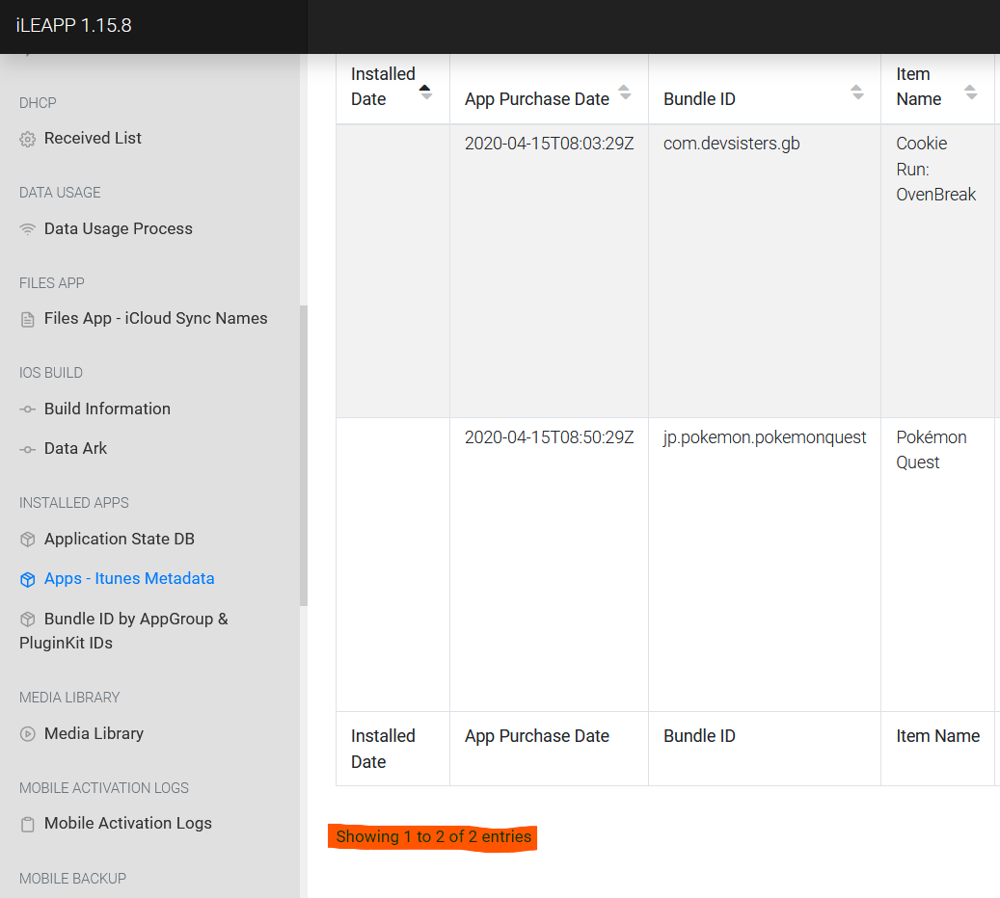 iLEAPP 1.15.8
DHCP
Received List
DATA USAGE
Data Usage Process
FILES APP
Files App - iCloud Sync Names
IOS BUILD
Build Information
Data Ark
INSTALLED APPS
Application State DB
Apps - Itunes Metadata
Bundle ID by AppGroup &
PluginKit IDs
MEDIA LIBRARY
Media Library
MOBILE ACTIVATION LOGS
Mobile Activation Logs
MOBILE BACKUP
Installed
Date
App Purchase Date
Bundle ID
Item
Name
2020-04-15T08:03:29Z
com.devsisters.gb
Cookie
Run:
OvenBreak
2020-04-15T08:50:29Z
jp.pokemon.pokemonquest
Pokémon
Quest
Installed
Date
App Purchase Date
Bundle ID
Item Name
Showing 1 to 2 of 2 entries